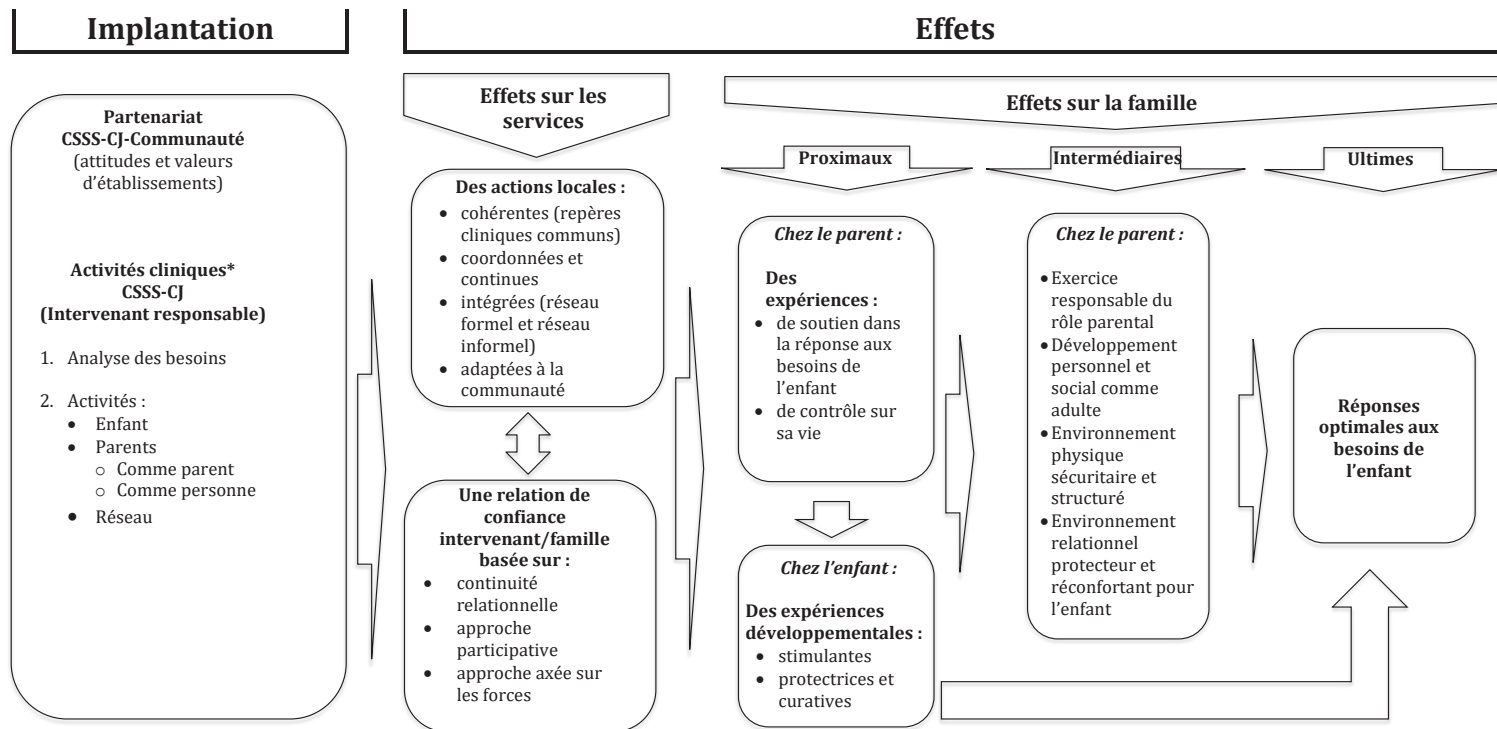 Implantation
Effets
Partenariat
CSSS-CJ-Communauté
(attitudes et valeurs
d'établissements)
Activités cliniques*
CSSS-CJ
(Intervenant responsable)
1. Analyse des besoins
2. Activités :
• Enfant
• Parents
o Comme parent
o Comme personne
• Réseau
Effets sur les
services
Des actions locales :
• cohérentes (repères
cliniques communs)
• coordonnées et
continues
• intégrées (réseau
formel et réseau
informel)
• adaptées à la
communauté
Une relation de
confiance
intervenant/famille
basée sur :
• continuité
relationnelle
• approche
participative
• approche axée sur
les forces
Effets sur la famille
Proximaux
Chez le parent :
Des
expériences :
• de soutien dans
la réponse aux
besoins de
l'enfant
• de contrôle sur
sa vie
Chez l'enfant :
Des expériences
développementales :
• stimulantes
• protectrices et
curatives
Intermédiaires
Chez le parent :
• Exercice
responsable du
rôle parental
• Développement
personnel et
social comme
adulte
• Environnement
physique
sécuritaire et
structuré
• Environnement
relationnel
protecteur et
réconfortant pour
l'enfant
Ultimes
Réponses
optimales aux
besoins de
l'enfant